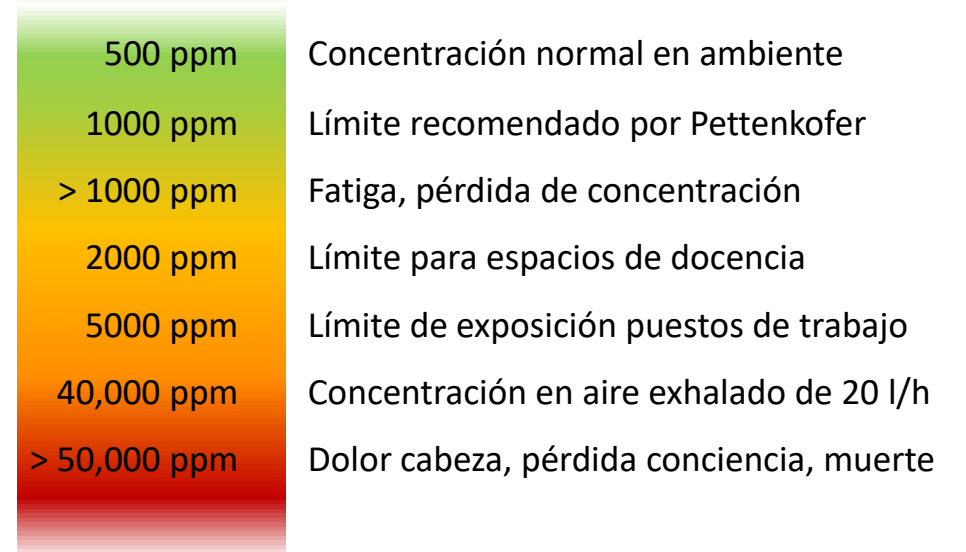 500 ppm Concentración normal en ambiente
1000 ppm Límite recomendado por Pettenkofer
> 1000 ppm Fatiga, pérdida de concentración
2000 ppm Límite para espacios de docencia
5000 ppm Límite de exposición puestos de trabajo
40,000 ppm Concentración en aire exhalado de 20 l/h
> 50,000 ppm Dolor cabeza, pérdida conciencia, muerte